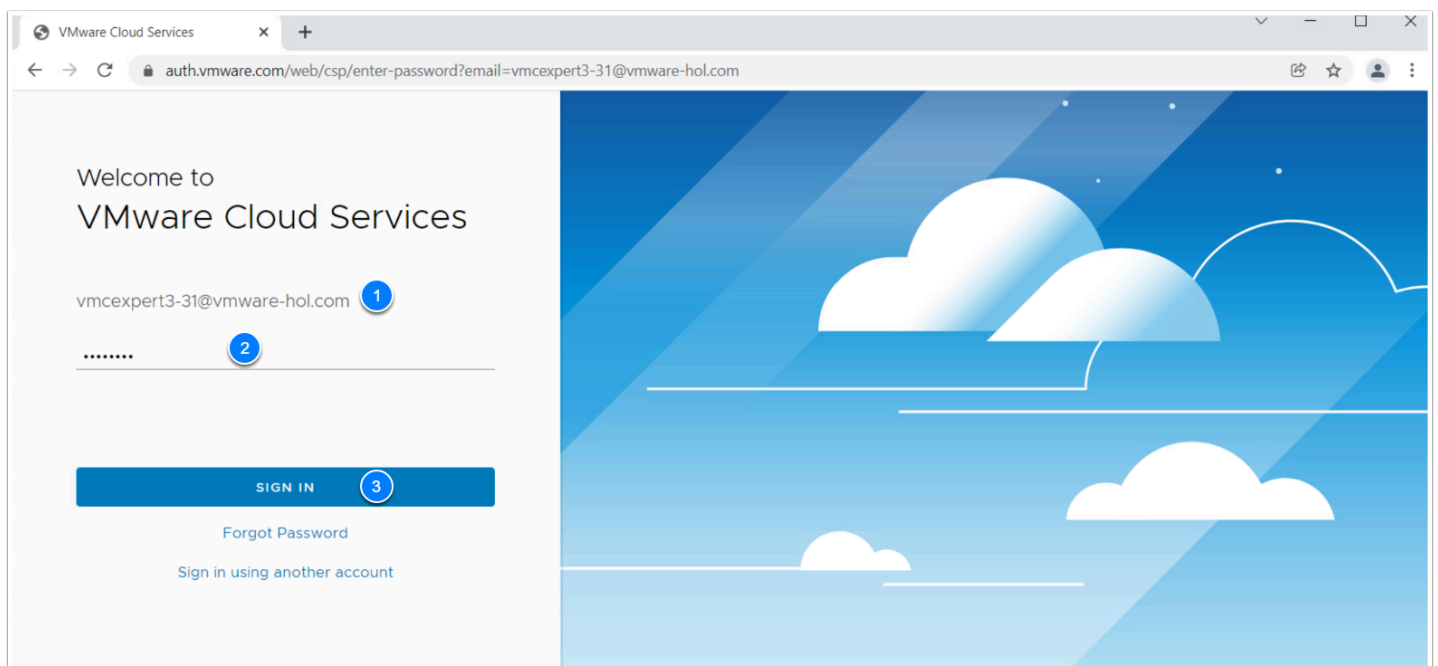 VMware Cloud Services
auth.vmware.com/web/csp/enter-password?email=vmcexpert3-31@vmware-hol.com
Welcome to
VMware Cloud Services
vmcexpert3-31@vmware-hol.com 1
•••••••• 2
SIGN IN 3
Forgot Password
Sign in using another account